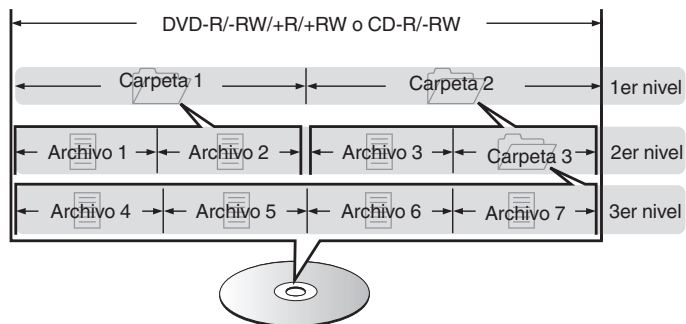 DVD-R/-RW/+R/+RW o CD-R/-RW
Carpeta 1 Carpeta 2 1er nivel
Archivo 1 Archivo 2 Archivo 3 Carpeta 3 2er nivel
Archivo 4 Archivo 5 Archivo 6 Archivo 7 3er nivel